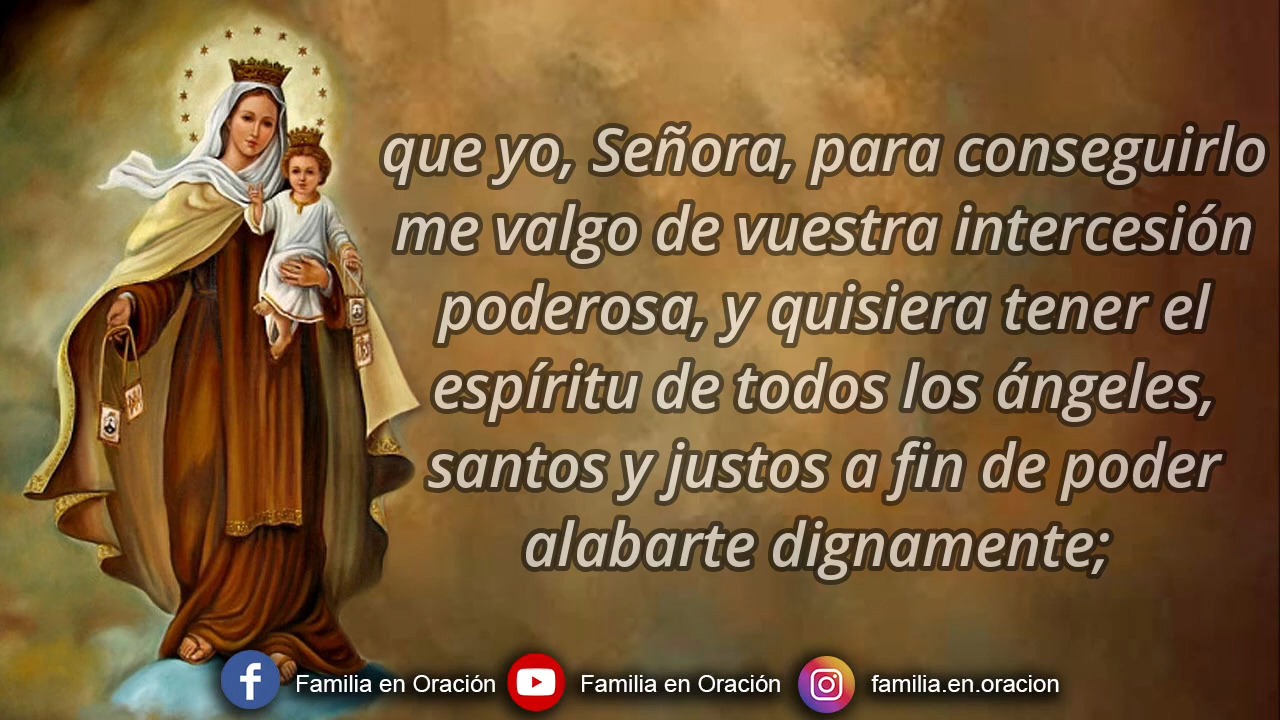 que yo, Señora, para conseguirlo
me valgo de vuestra intercesión
poderosa, y quisiera tener el
espíritu de todos los ángeles,
santos y justos a fin de poder
alabarte dignamente;
Familia en Oración
Familia en Oración
familia.en.oracion